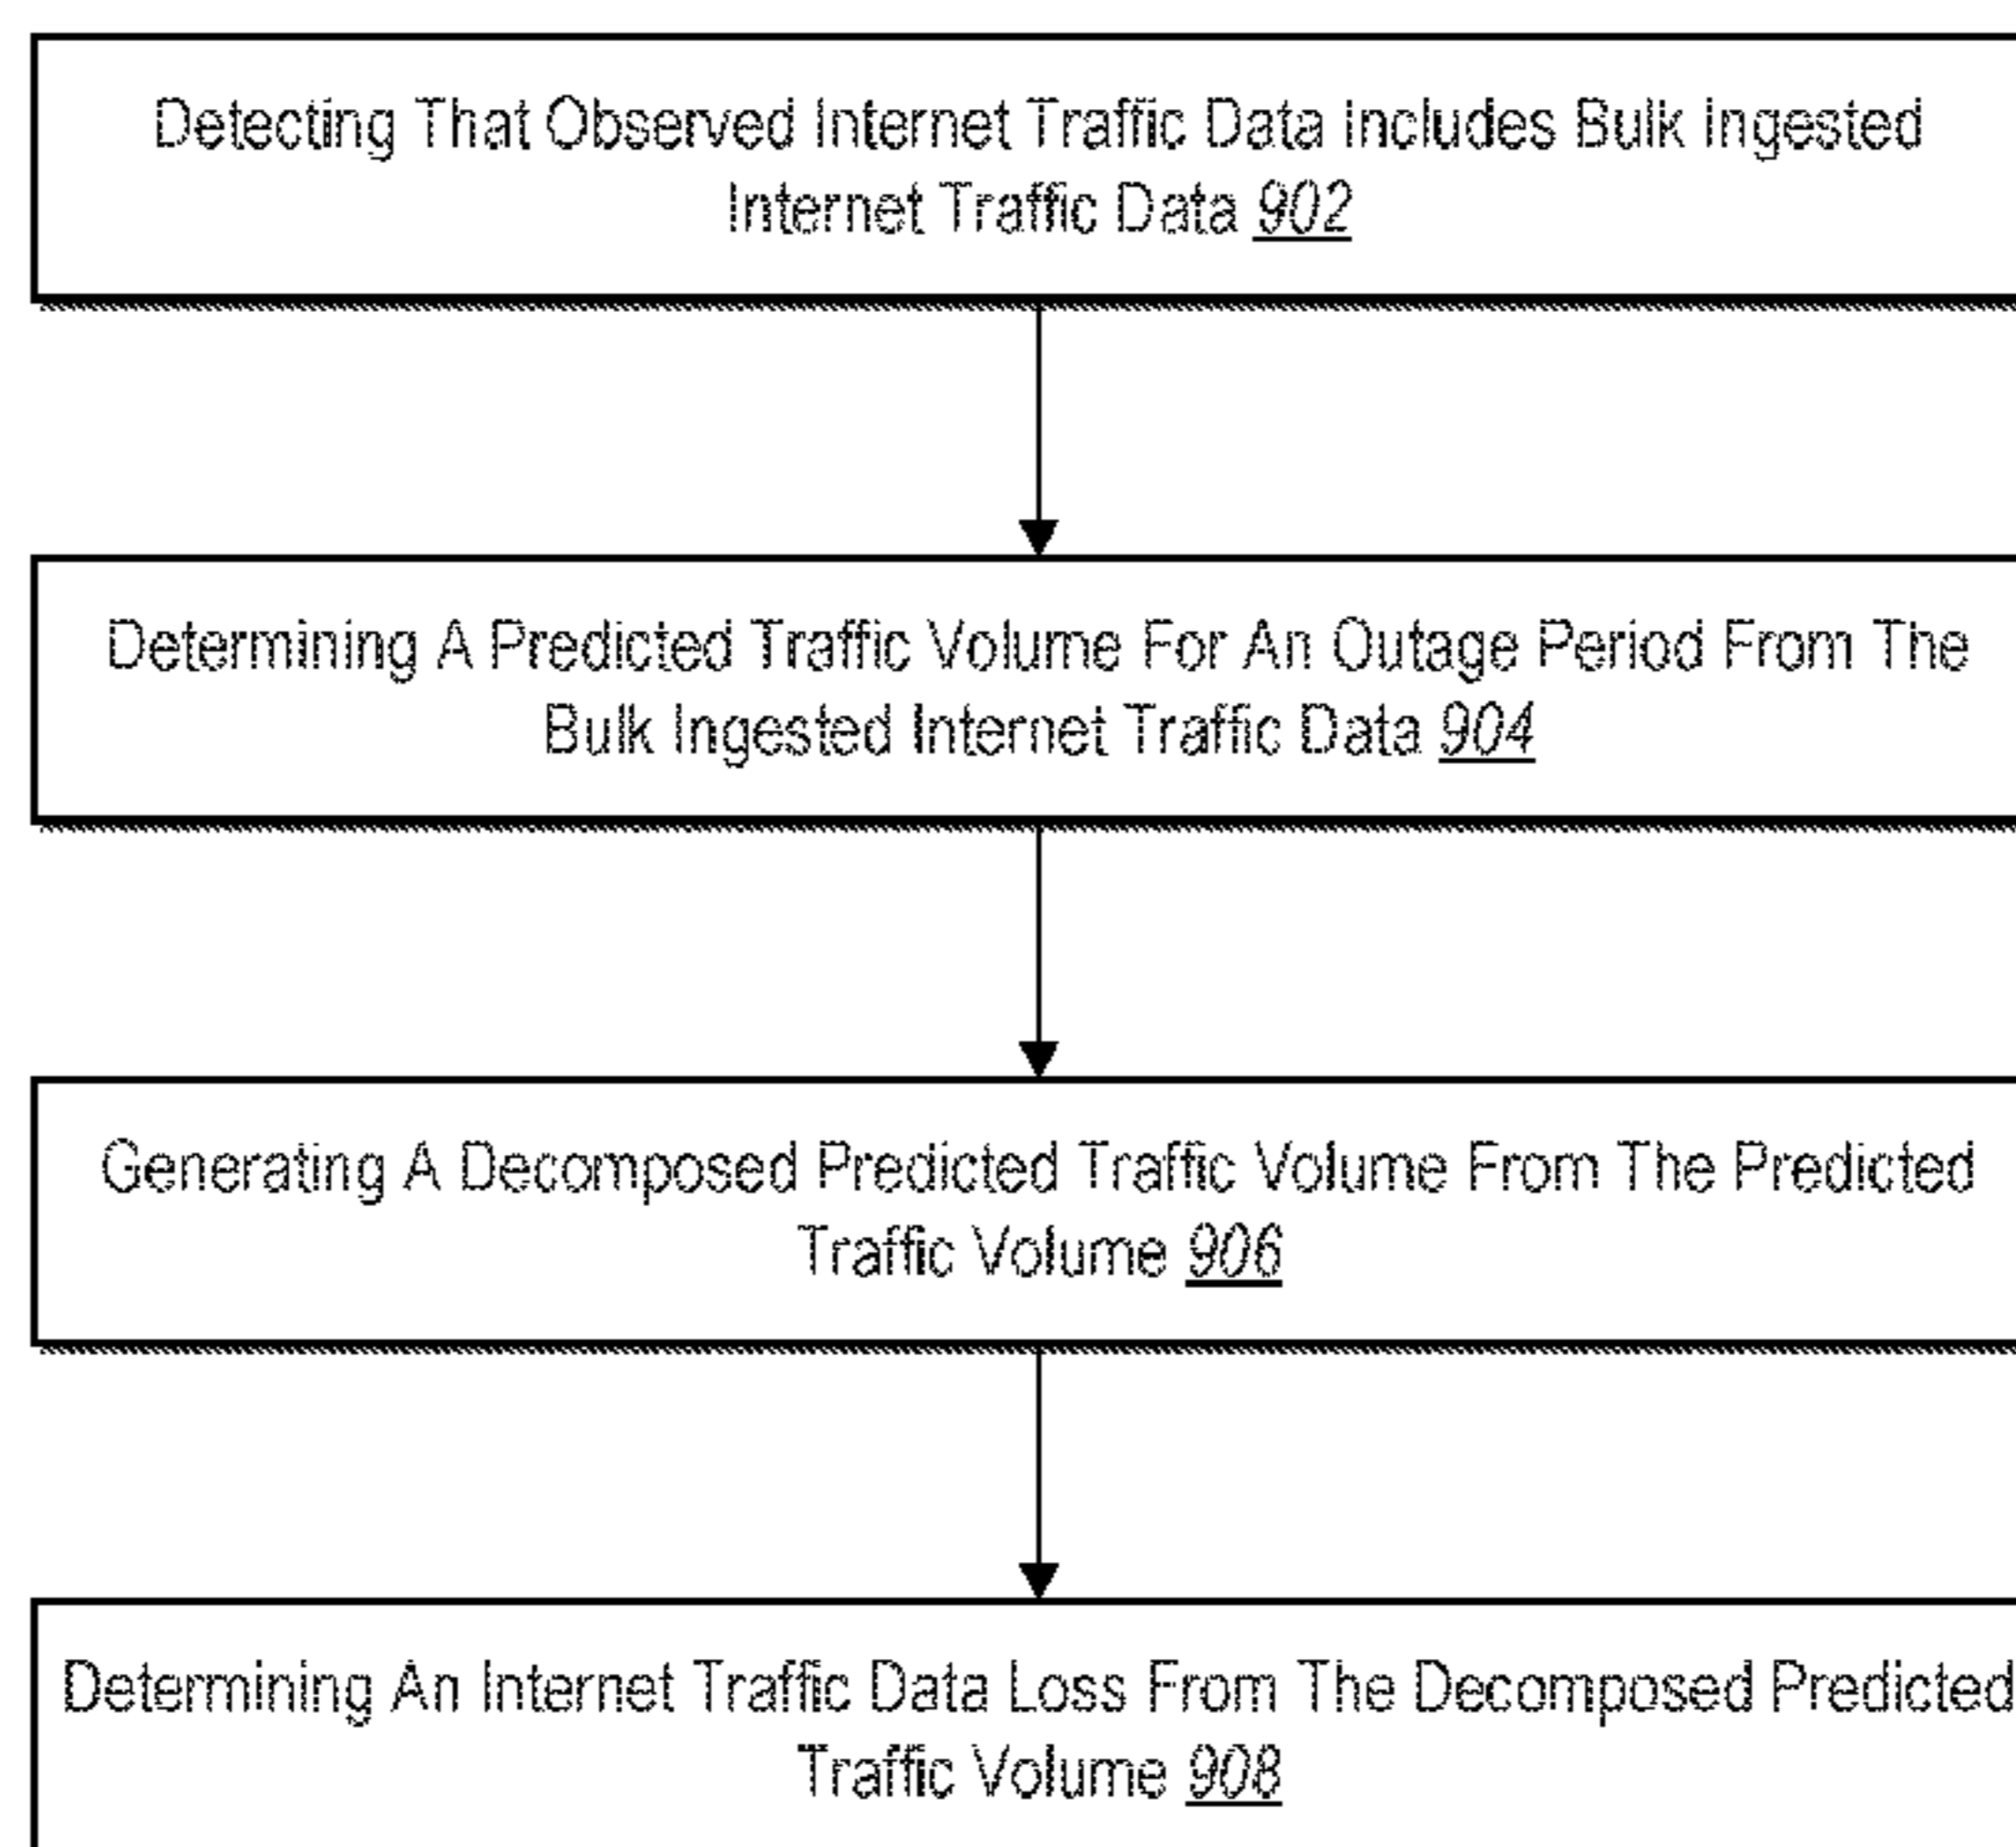 Detecting That Observed Internet Traffic Data Includes Bulk Ingested
Internet Traffic Data 902
Determining A Predicted Traffic Volume For An Outage Period From The
Bulk Ingested Internet Traffic Data 904
Generating A Decomposed Predicted Traffic Volume From The Predicted
Traffic Volume 906
Determining An Internet Traffic Data Loss From The Decomposed Predicted
Traffic Volume 908